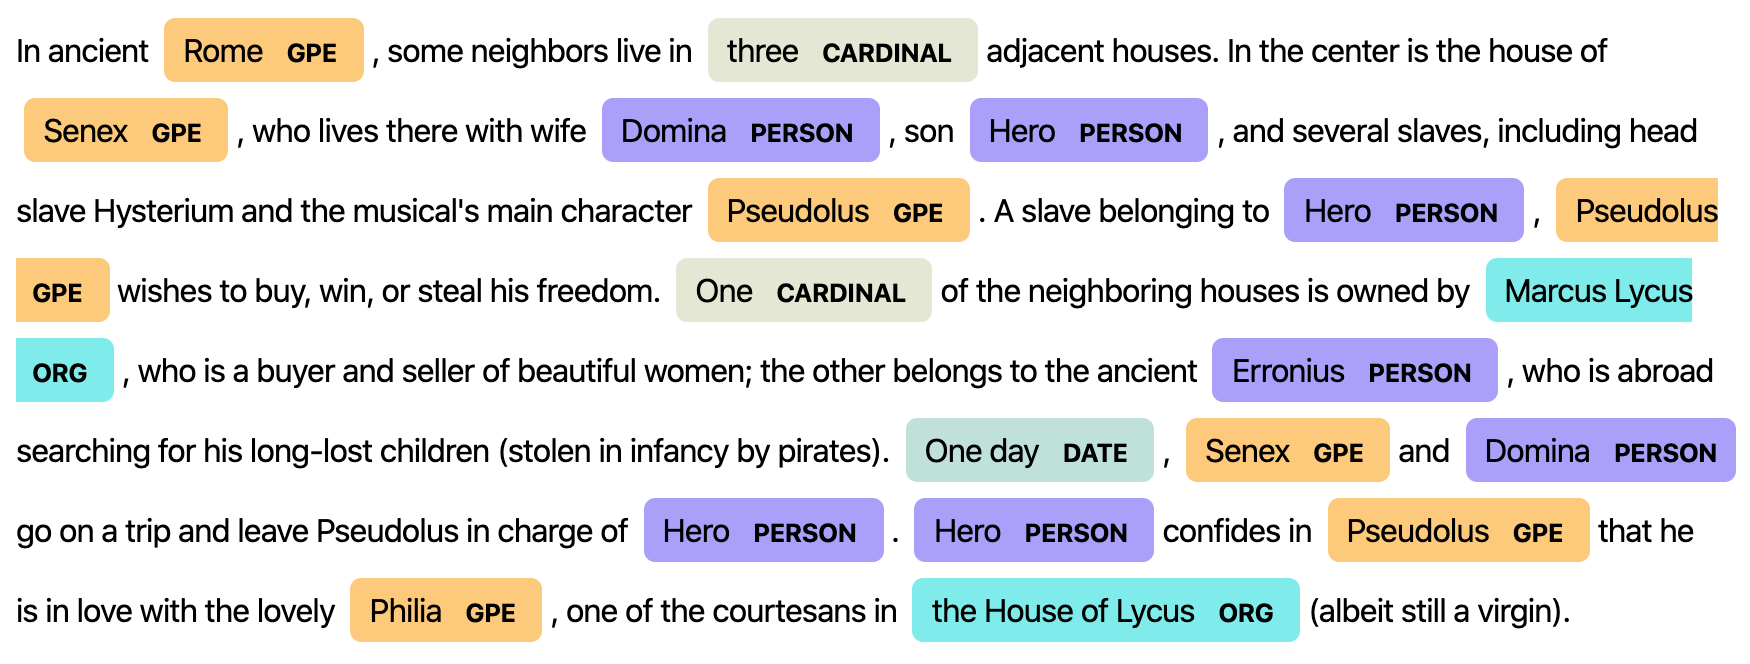 In ancient Rome GPE , some neighbors live in three CARDINAL adjacent houses. In the center is the house of
Senex GPE , who lives there with wife Domina PERSON , son Hero PERSON , and several slaves, including head
slave Hysterium and the musical's main character Pseudolus GPE . A slave belonging to Hero PERSON , Pseudolus
GPE wishes to buy, win, or steal his freedom. One CARDINAL of the neighboring houses is owned by Marcus Lycus
ORG , who is a buyer and seller of beautiful women; the other belongs to the ancient Erronius PERSON , who is abroad
searching for his long-lost children (stolen in infancy by pirates). One day DATE , Senex GPE and Domina PERSON
go on a trip and leave Pseudolus in charge of Hero PERSON . Hero PERSON confides in Pseudolus GPE that he
is in love with the lovely Philia GPE , one of the courtesans in the House of Lycus ORG (albeit still a virgin).